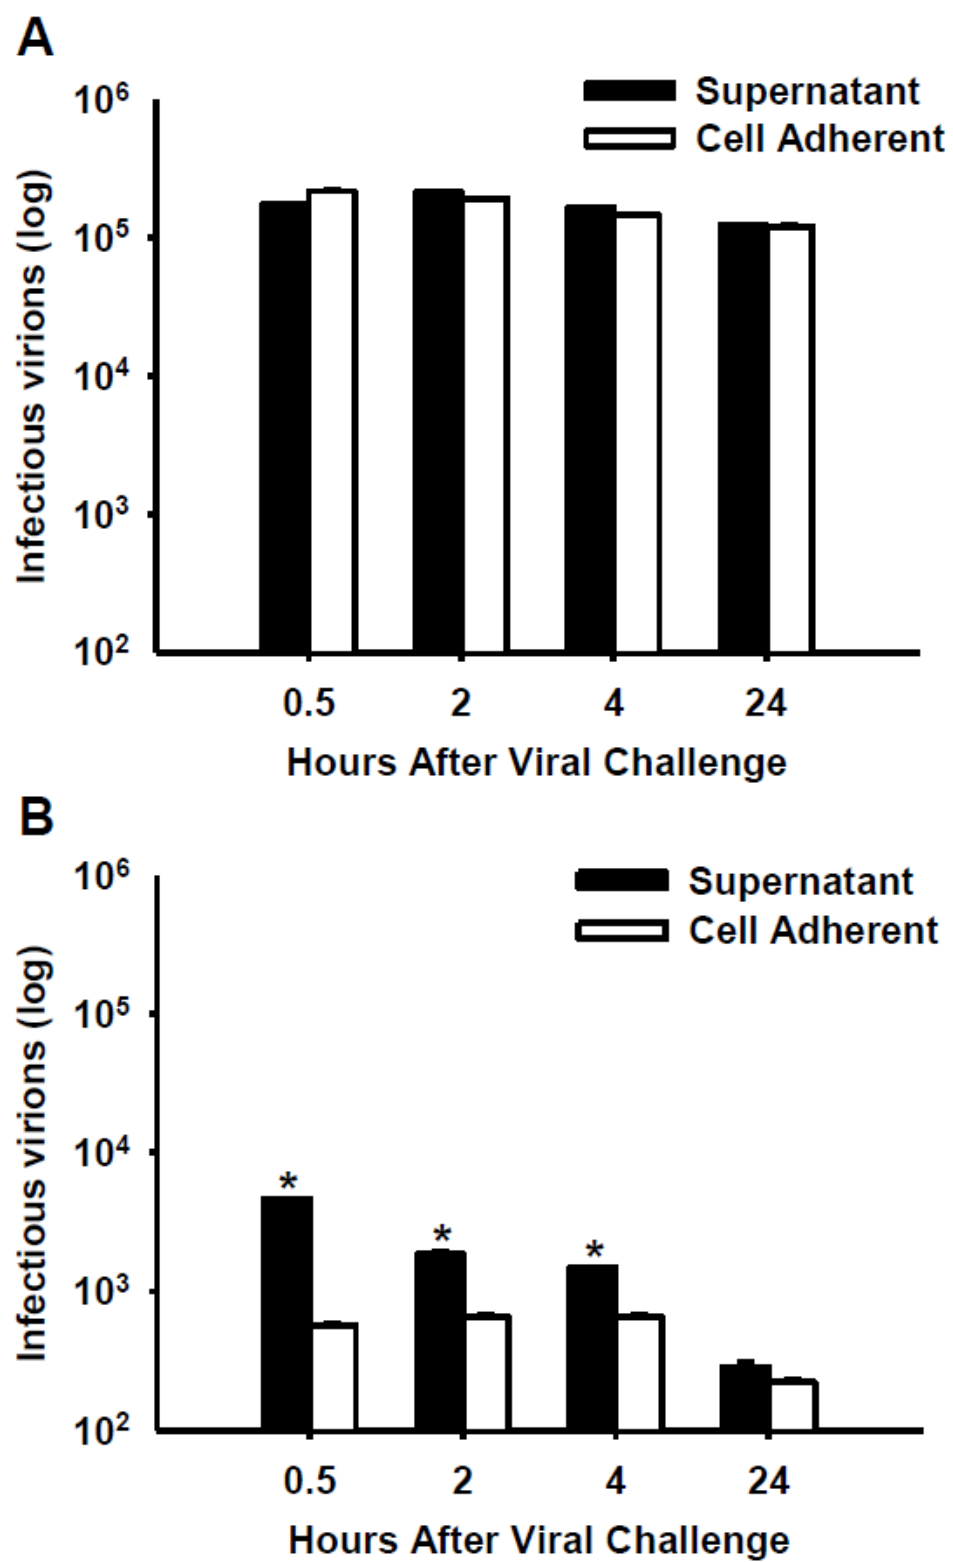 A
10⁶
10⁵
10⁴
10³
10²
Infectious virions (log)
Supernatant
Cell Adherent
0.5 2 4 24
Hours After Viral Challenge
B
10⁶
10⁵
10⁴
10³
10²
Infectious virions (log)
Supernatant
Cell Adherent
* * *
0.5 2 4 24
Hours After Viral Challenge